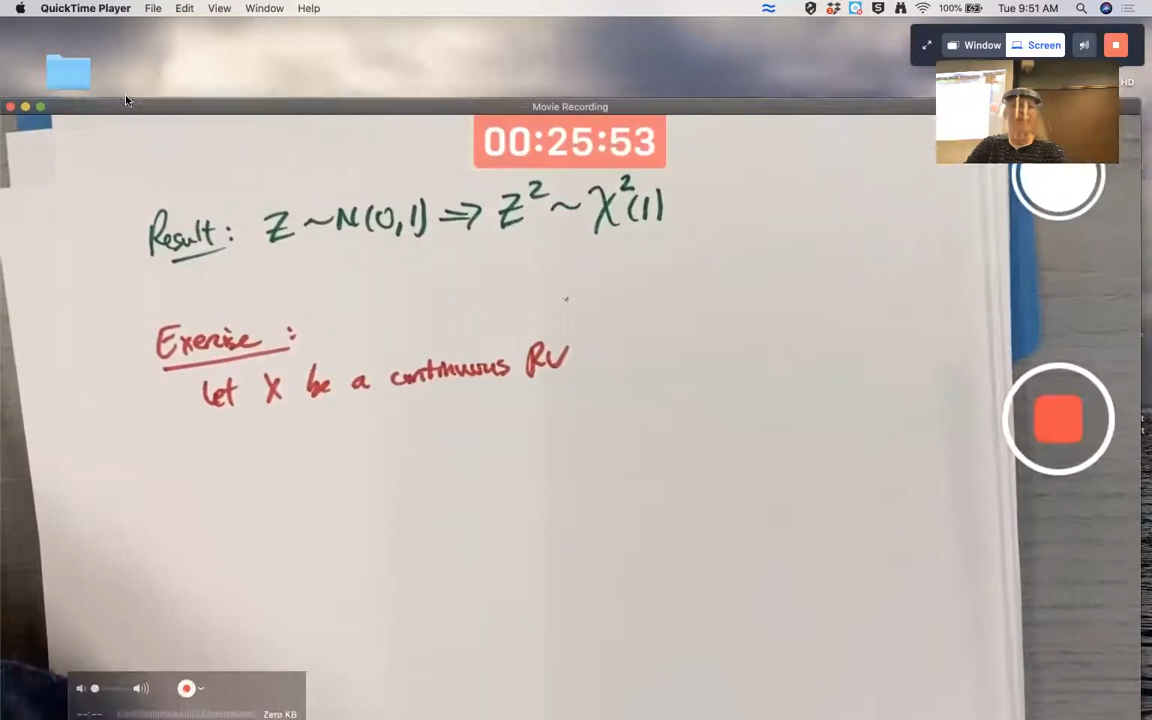 QuickTime Player File Edit View Window Help 100% Tue 9:51 AM
Window Screen
HD
Movie Recording
00:25:53
Result: Z ~ N(0,1) ⇒ Z² ~ χ²(1)
Exercise:
Let X be a continuous RV
--:--
Zero KB